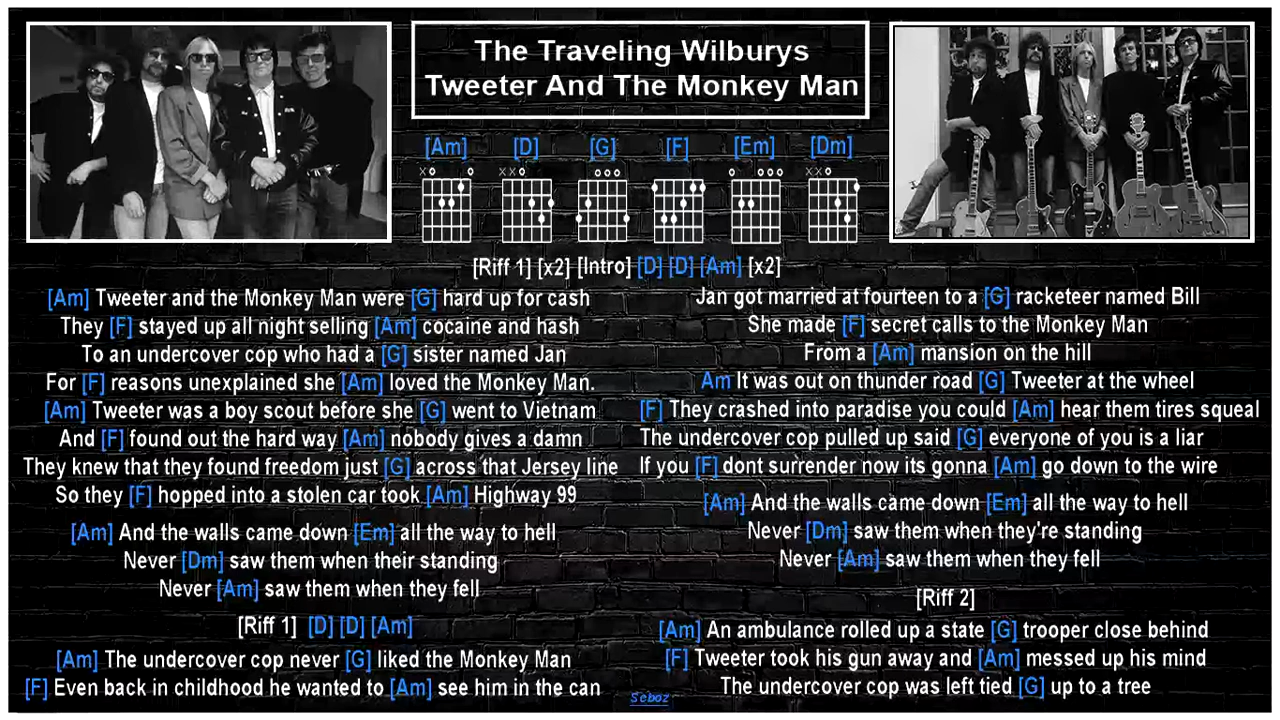 The Traveling Wilburys
Tweeter And The Monkey Man
[Am] [D] [G] [F] [Em] [Dm]
[Riff 1] [x2] [Intro] [D] [D] [Am] [x2]
[Am] Tweeter and the Monkey Man were [G] hard up for cash
They [F] stayed up all night selling [Am] cocaine and hash
To an undercover cop who had a [G] sister named Jan
For [F] reasons unexplained she [Am] loved the Monkey Man.
[Am] Tweeter was a boy scout before she [G] went to Vietnam
And [F] found out the hard way [Am] nobody gives a damn
They knew that they found freedom just [G] across that Jersey line
So they [F] hopped into a stolen car took [Am] Highway 99
[Am] And the walls came down [Em] all the way to hell
Never [Dm] saw them when their standing
Never [Am] saw them when they fell
[Riff 1] [D] [D] [Am]
[Am] The undercover cop never [G] liked the Monkey Man
[F] Even back in childhood he wanted to [Am] see him in the can
Jan got married at fourteen to a [G] racketeer named Bill
She made [F] secret calls to the Monkey Man
From a [Am] mansion on the hill
Am It was out on thunder road [G] Tweeter at the wheel
[F] They crashed into paradise you could [Am] hear them tires squeal
The undercover cop pulled up said [G] everyone of you is a liar
If you [F] dont surrender now its gonna [Am] go down to the wire
[Am] And the walls came down [Em] all the way to hell
Never [Dm] saw them when they're standing
Never [Am] saw them when they fell
[Riff 2]
[Am] An ambulance rolled up a state [G] trooper close behind
[F] Tweeter took his gun away and [Am] messed up his mind
The undercover cop was left tied [G] up to a tree
Seboz